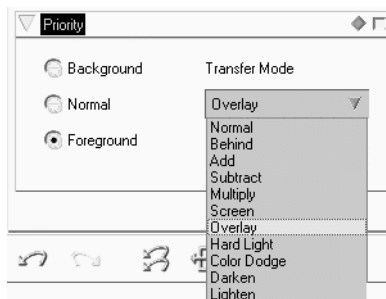 Priority
Background
Transfer Mode
Normal
Overlay
Foreground
Normal
Behind
Add
Subtract
Multiply
Screen
Overlay
Hard Light
Color Dodge
Darken
Lighten